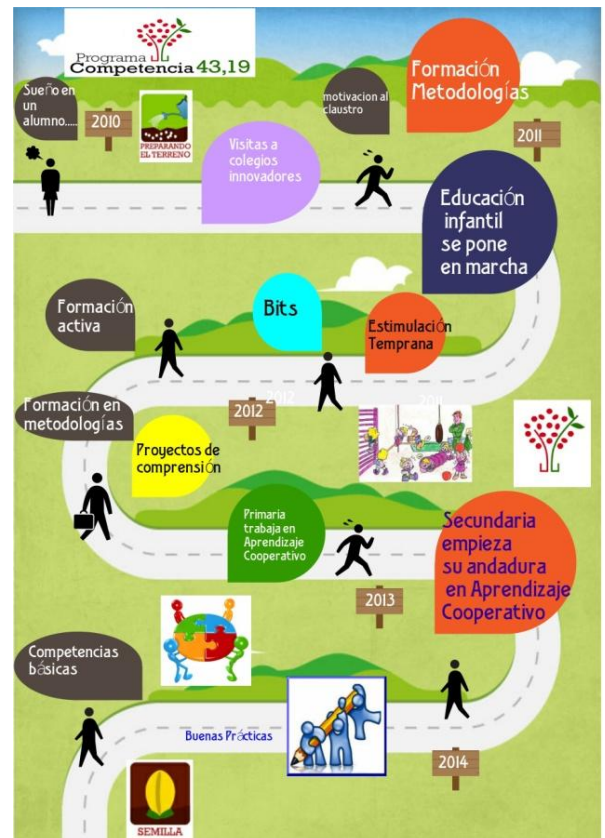 Programa
Competencia 43,19
Formación
Metodologías
Sueño en
un
alumno.....
2010
PREPARANDO
EL TERRENO
motivacion al
claustro
2011
Visitas a
colegios
innovadores
Educación
infantil
se pone
en marcha
Formación
activa
Bits
Estimulación
Temprana
Formación en
metodologías
2012
2012
2011
Proyectos de
comprensión
Primaria
trabaja en
Aprendizaje
Cooperativo
Secundaria
empieza
su andadura
en Aprendizaje
Cooperativo
2013
Competencias
básicas
Buenas Prácticas
2014
SEMILLA